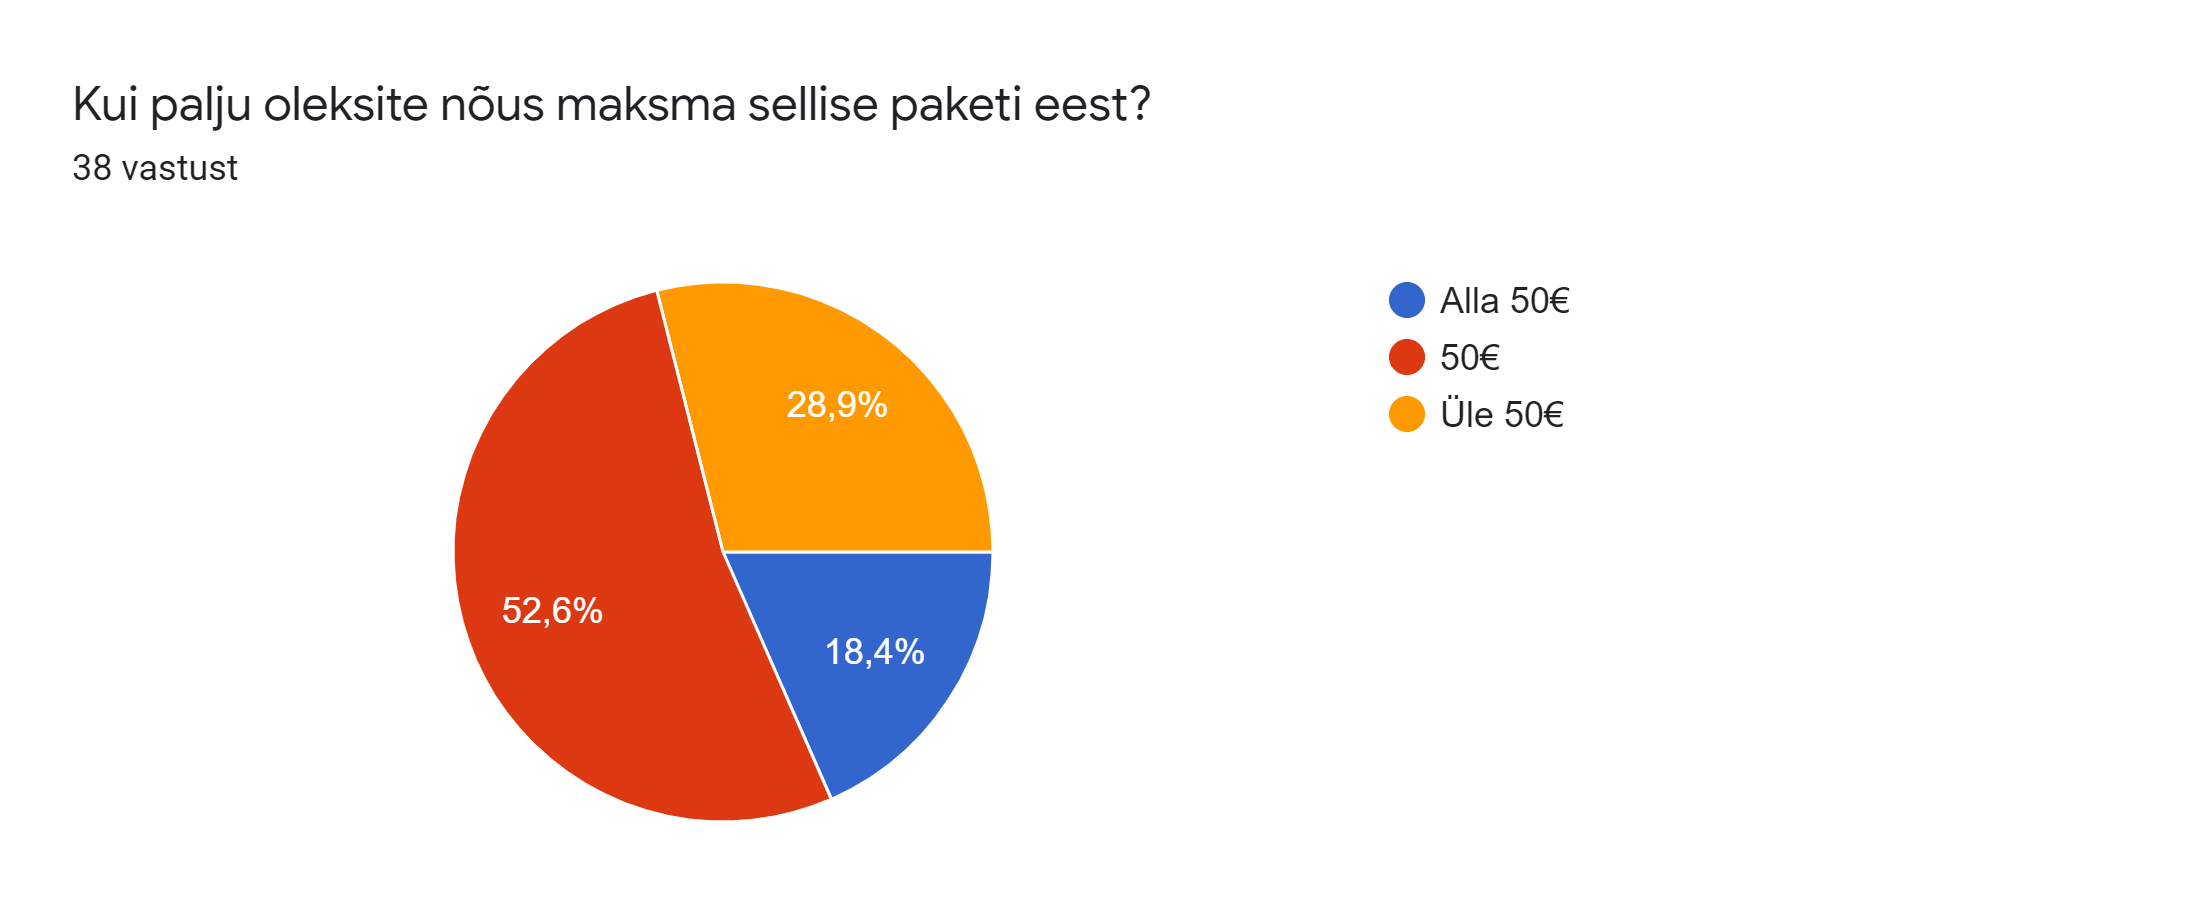 Kui palju oleksite nõus maksma sellise paketi eest?
38 vastust
Alla 50€
50€
Üle 50€
28,9%
52,6%
18,4%